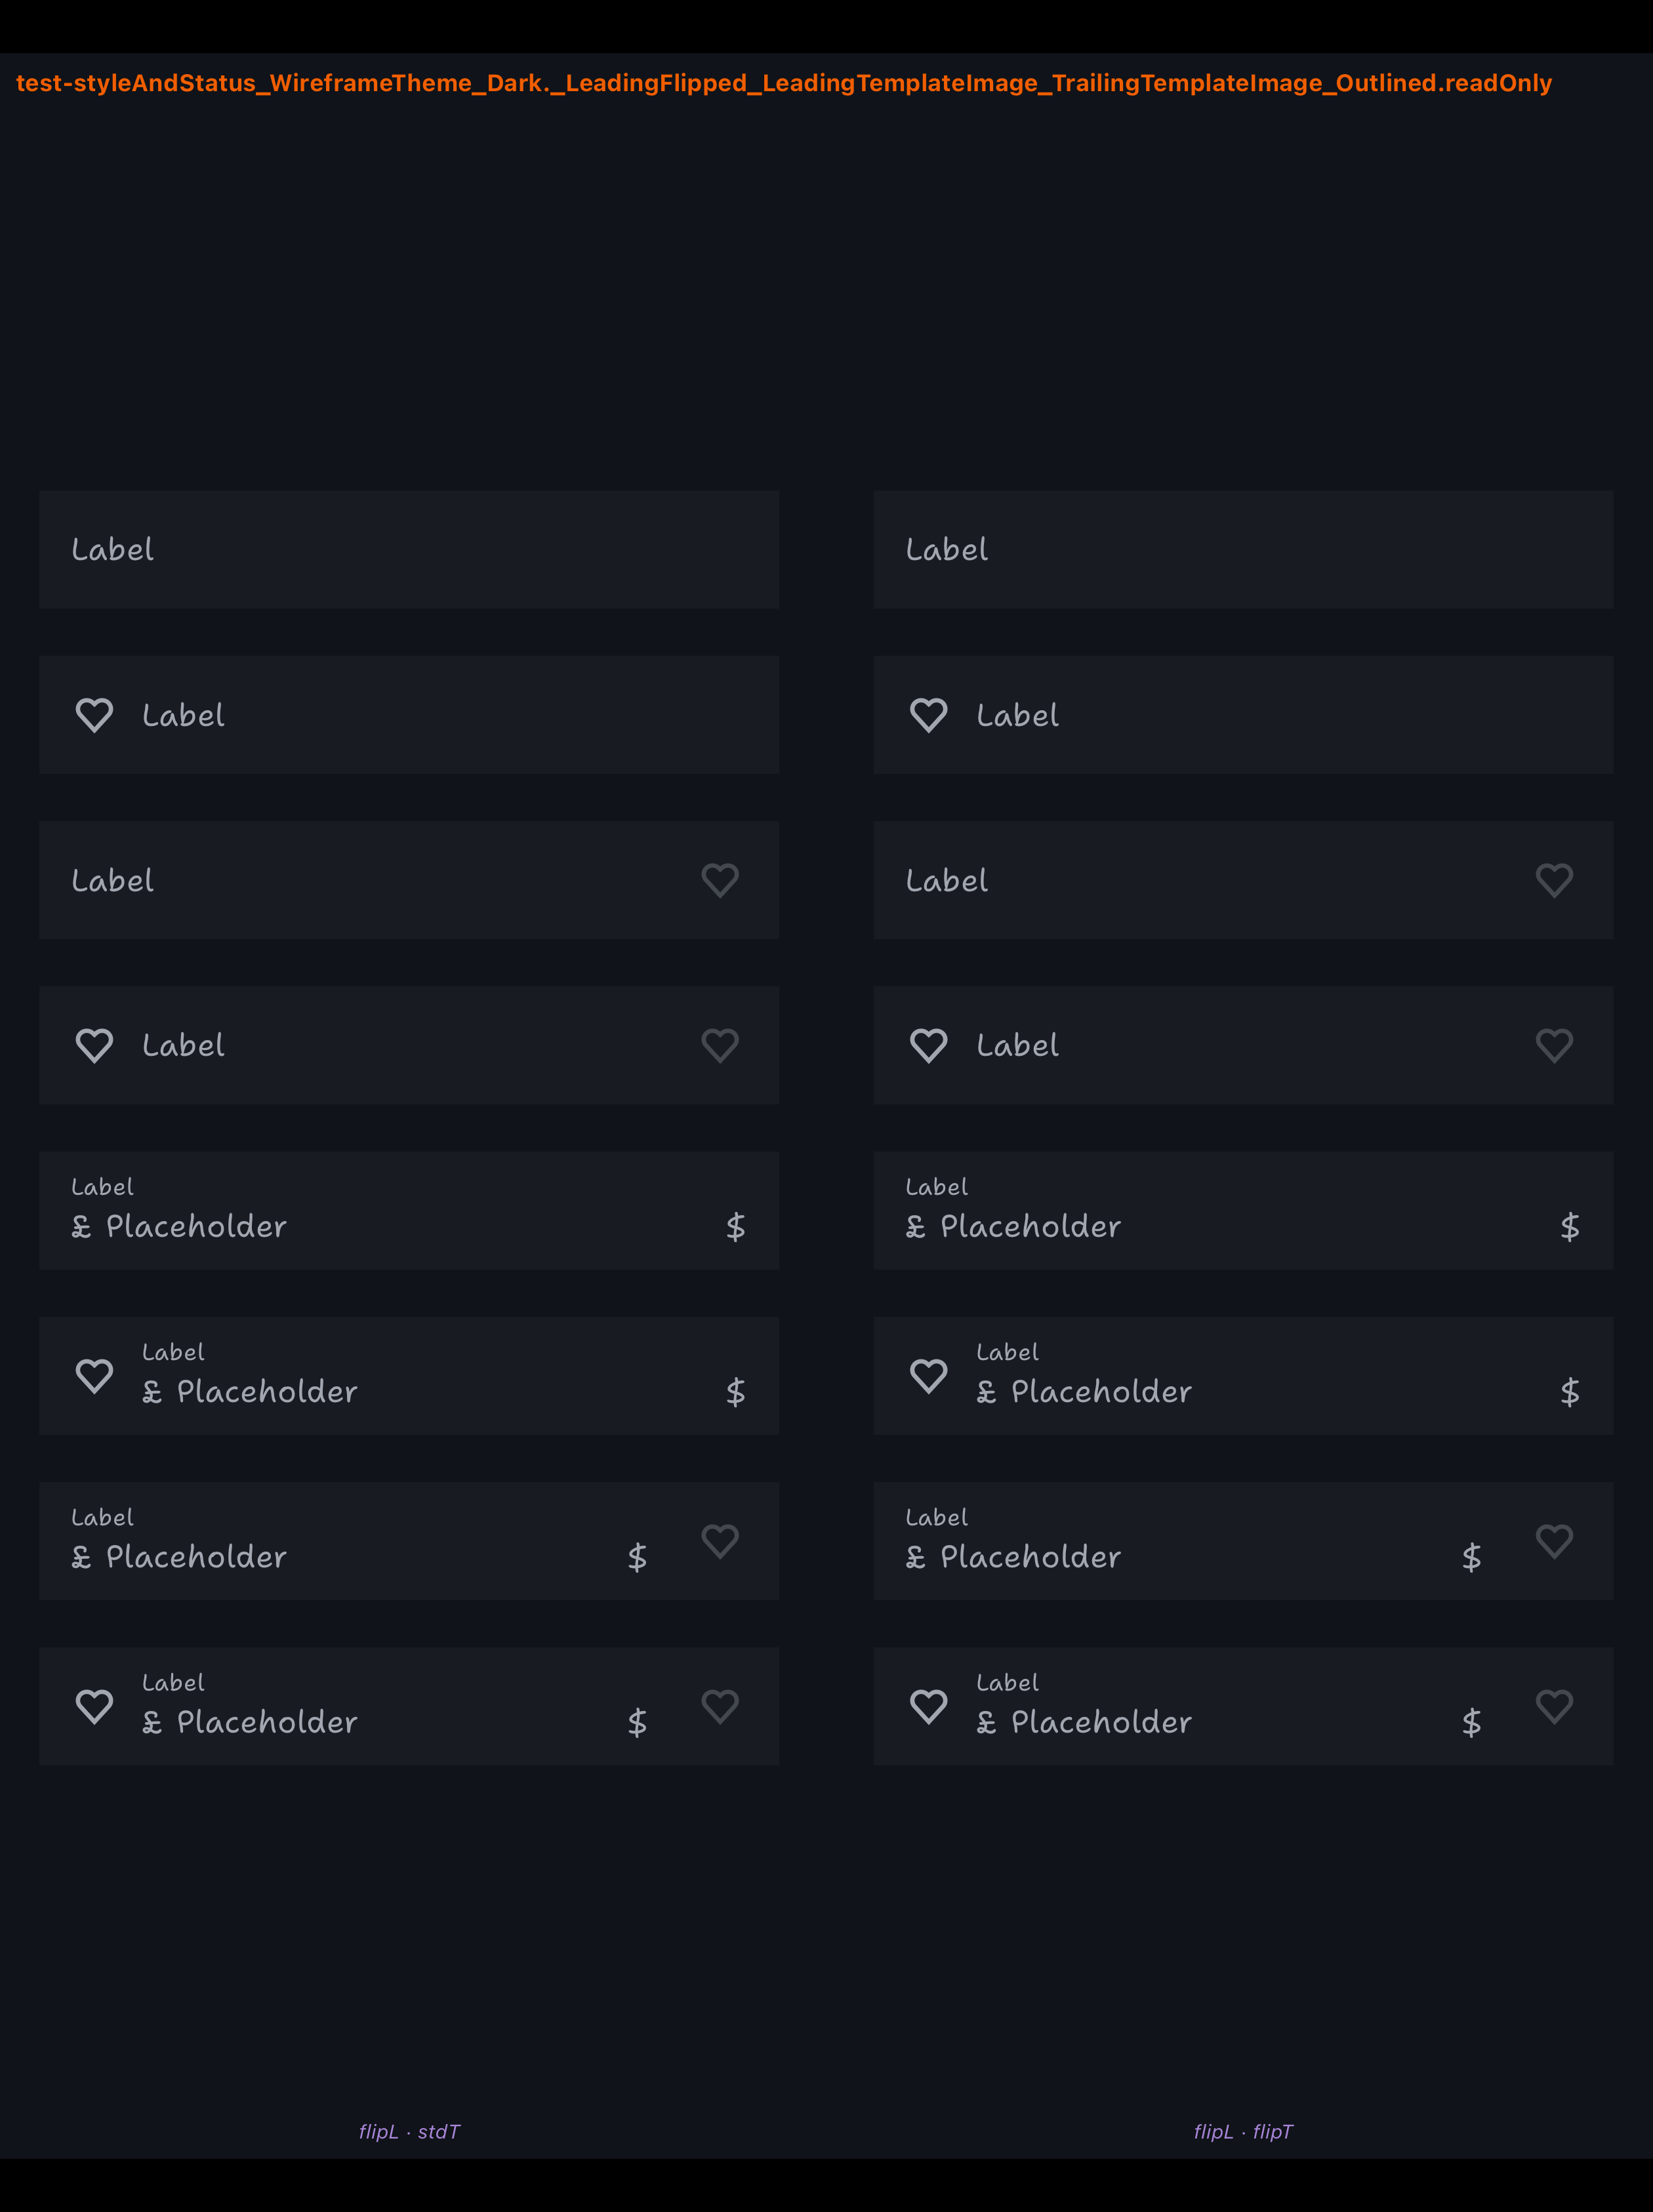 test-styleAndStatus_WireframeTheme_Dark._LeadingFlipped_LeadingTemplateImage_TrailingTemplateImage_Outlined.readOnly
Label
Label
Label
Label
Label
Label
Label
Label
Label
Label
£ Placeholder $
£ Placeholder $
Label
Label
£ Placeholder $
£ Placeholder $
Label
Label
£ Placeholder $
£ Placeholder $
Label
Label
£ Placeholder $
£ Placeholder $
flipL · stdT
flipL · flipT